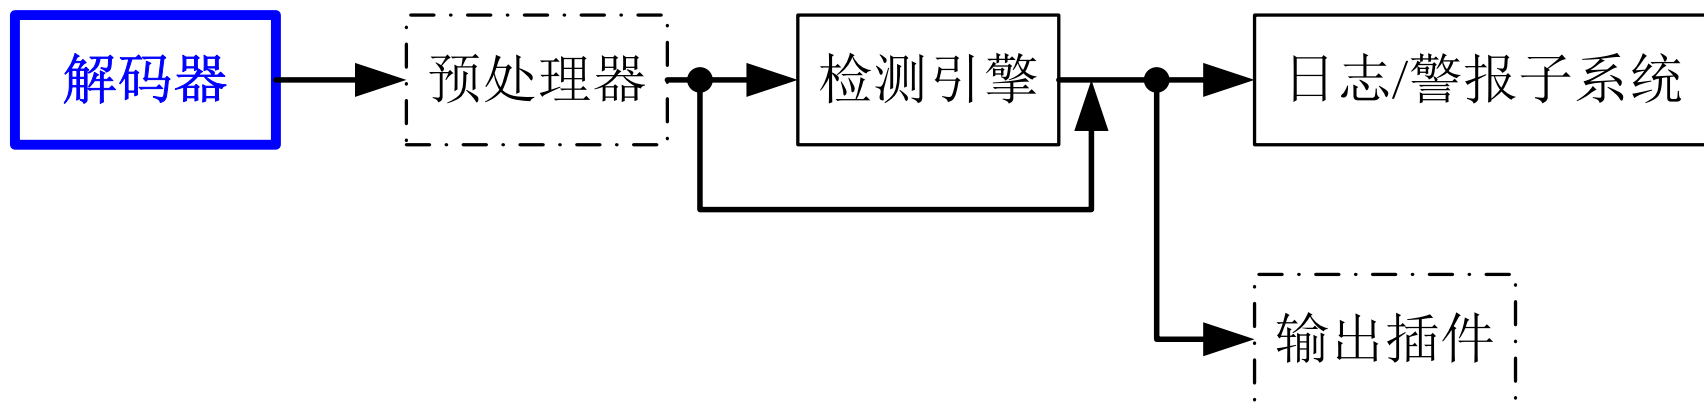 解码器
预处理器
检测引擎
日志/警报子系统
输出插件